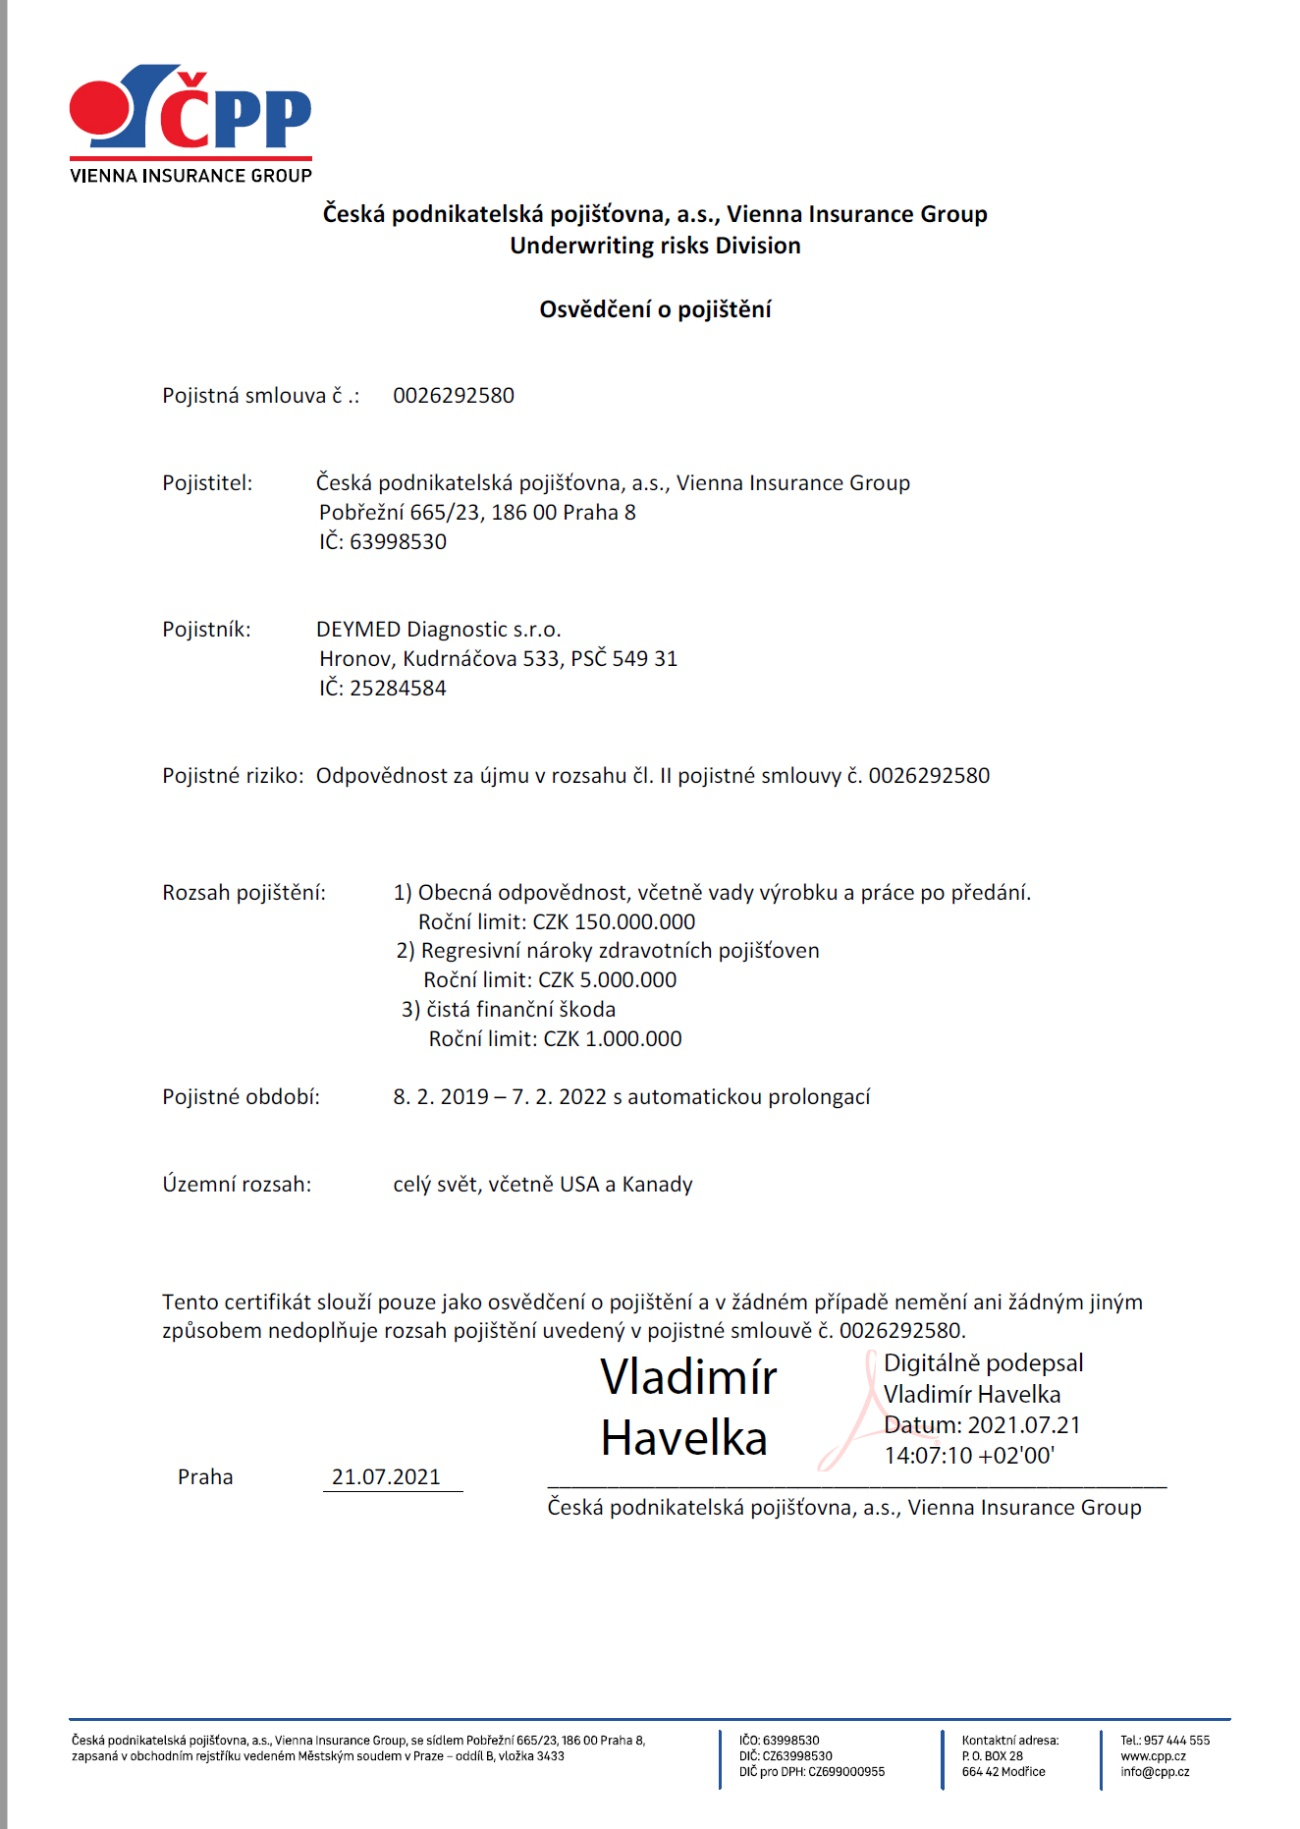 ČPP
VIENNA INSURANCE GROUP
Česká podnikatelská pojišťovna, a.s., Vienna Insurance Group
Underwriting risks Division
Osvědčení o pojištění
Pojistná smlouva č .: 0026292580
Pojistitel: Česká podnikatelská pojišťovna, a.s., Vienna Insurance Group
Pobřežní 665/23, 186 00 Praha 8
IČ: 63998530
Pojistník: DEYMED Diagnostic s.r.o.
Hronov, Kudrnáčova 533, PSČ 549 31
IČ: 25284584
Pojistné riziko: Odpovědnost za újmu v rozsahu čl. II pojistné smlouvy č. 0026292580
Rozsah pojištění: 1) Obecná odpovědnost, včetně vady výrobku a práce po předání.
Roční limit: CZK 150.000.000
2) Regresivní nároky zdravotních pojišťoven
Roční limit: CZK 5.000.000
3) čistá finanční škoda
Roční limit: CZK 1.000.000
Pojistné období: 8. 2. 2019 – 7. 2. 2022 s automatickou prolongací
Územní rozsah: celý svět, včetně USA a Kanady
Tento certifikát slouží pouze jako osvědčení o pojištění a v žádném případě nemění ani žádným jiným
způsobem nedoplňuje rozsah pojištění uvedený v pojistné smlouvě č. 0026292580.
Vladimír
Havelka
Digitálně podepsal
Vladimír Havelka
Datum: 2021.07.21
14:07:10 +02'00'
Praha 21.07.2021
Česká podnikatelská pojišťovna, a.s., Vienna Insurance Group
Česká podnikatelská pojišťovna, a.s., Vienna Insurance Group, se sídlem Pobřežní 665/23, 186 00 Praha 8,
zapsaná v obchodním rejstříku vedeném Městským soudem v Praze – oddíl B, vložka 3433
IČO: 63998530
DIČ: CZ63998530
DIČ pro DPH: CZ699000955
Kontaktní adresa:
P. O. BOX 28
664 42 Modřice
Tel.: 957 444 555
www.cpp.cz
info@cpp.cz